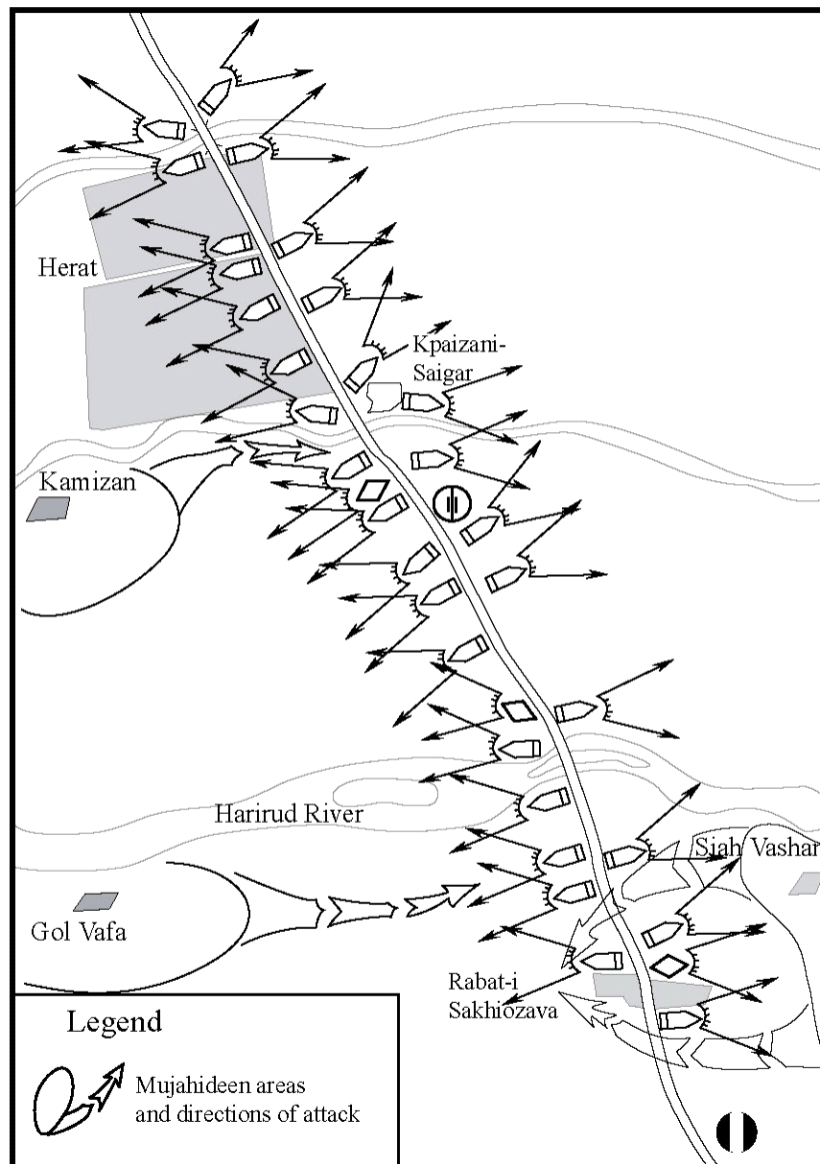 Herat
Kpaizani-
Saigar
Kamizan
Harirud River
Siah Vashan
Gol Vafa
Rabat-i
Sakhiozava
Legend
Mujahideen areas
and directions of attack